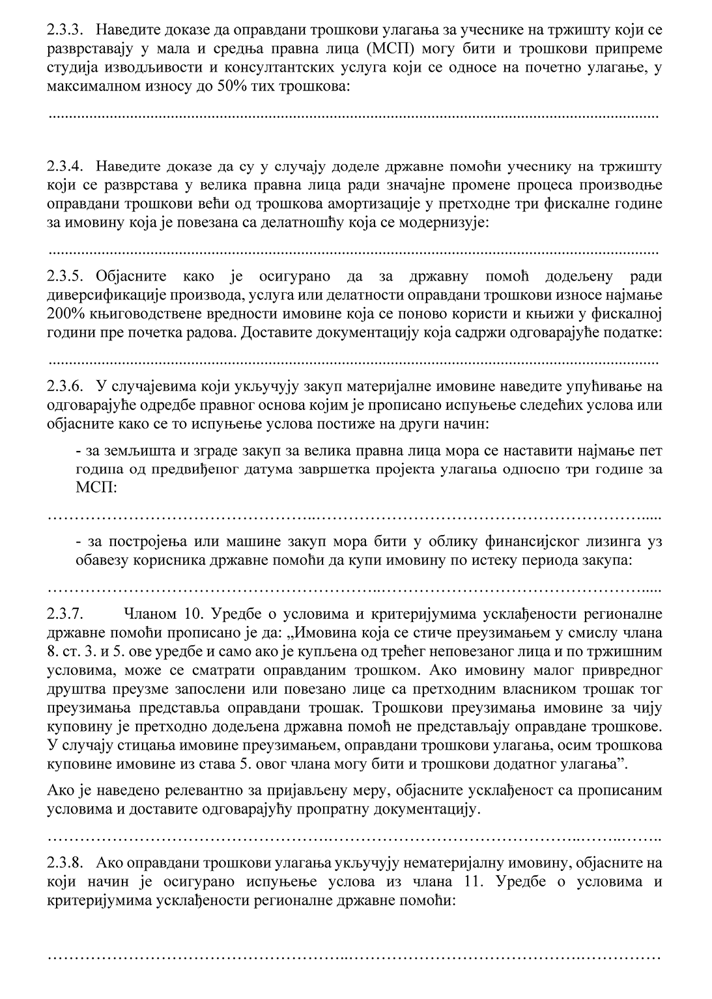 2.3.3. Наведите доказе да оправдани трошкови улагања за учеснике на тржишту који се
разврставају у мала и средња правна лица (МСП) могу бити и трошкови припреме
студија изводљивости и консултантских услуга који се односе на почетно улагање, у
максималном износу до 50% тих трошкова:
......................................................................................................................................................
2.3.4. Наведите доказе да су у случају доделе државне помоћи учеснику на тржишту
који се разврстава у велика правна лица ради значајне промене процеса производње
оправдани трошкови већи од трошкова амортизације у претходне три фискалне године
за имовину која је повезана са делатношћу која се модернизује:
......................................................................................................................................................
2.3.5. Објасните како је осигурано да за државну помоћ додељену ради
диверсификације производа, услуга или делатности оправдани трошкови износе најмање
200% књиговодствене вредности имовине која се поново користи и књижи у фискалној
години пре почетка радова. Доставите документацију која садржи одговарајуће податке:
......................................................................................................................................................
2.3.6. У случајевима који укључују закуп материјалне имовине наведите упућивање на
одговарајуће одредбе правног основа којим је прописано испуњење следећих услова или
објасните како се то испуњење услова постиже на други начин:
- за земљишта и зграде закуп за велика правна лица мора се наставити најмање пет
година од предвиђеног датума завршетка пројекта улагања односно три године за
МСП:
…………………………………………..……………………………………………………....
- за постројења или машине закуп мора бити у облику финансијског лизинга уз
обавезу корисника државне помоћи да купи имовину по истеку периода закупа:
……………………………………………………..…………………………………………....
2.3.7. Чланом 10. Уредбе о условима и критеријумима усклађености регионалне
државне помоћи прописано је да: „Имовина која се стиче преузимањем у смислу члана
8. ст. 3. и 5. ове уредбе и само ако је купљена од трећег неповезаног лица и по тржишним
условима, може се сматрати оправданим трошком. Ако имовину малог привредног
друштва преузме запослени или повезано лице са претходним власником трошак тог
преузимања представља оправдани трошак. Трошкови преузимања имовине за чију
куповину је претходно додељена државна помоћ не представљају оправдане трошкове.
У случају стицања имовине преузимањем, оправдани трошкови улагања, осим трошкова
куповине имовине из става 5. овог члана могу бити и трошкови додатног улагања”.
Ако је наведено релевантно за пријављену меру, објасните усклађеност са прописаним
условима и доставите одговарајућу пропратну документацију.
…………………………………………….………………………………………..……..……..
2.3.8. Ако оправдани трошкови улагања укључују нематеријалну имовину, објасните на
који начин је осигурано испуњење услова из члана 11. Уредбе о условима и
критеријумима усклађености регионалне државне помоћи:
………………………………………………..…………………………………….……………